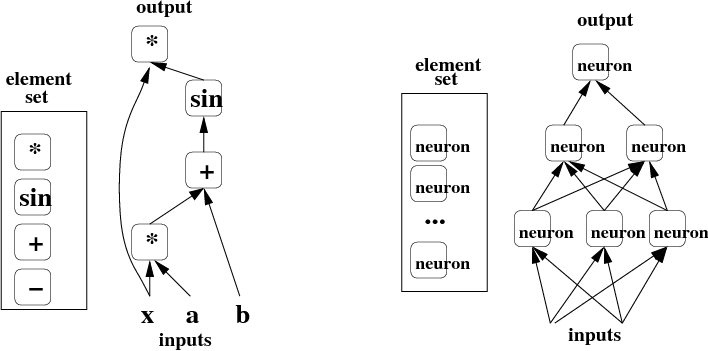 output
*
element
set
sin
*
sin
+
+
*
−
x a b
inputs
output
neuron
element
set
neuron
neuron
...
neuron
neuron neuron
neuron neuron neuron
inputs